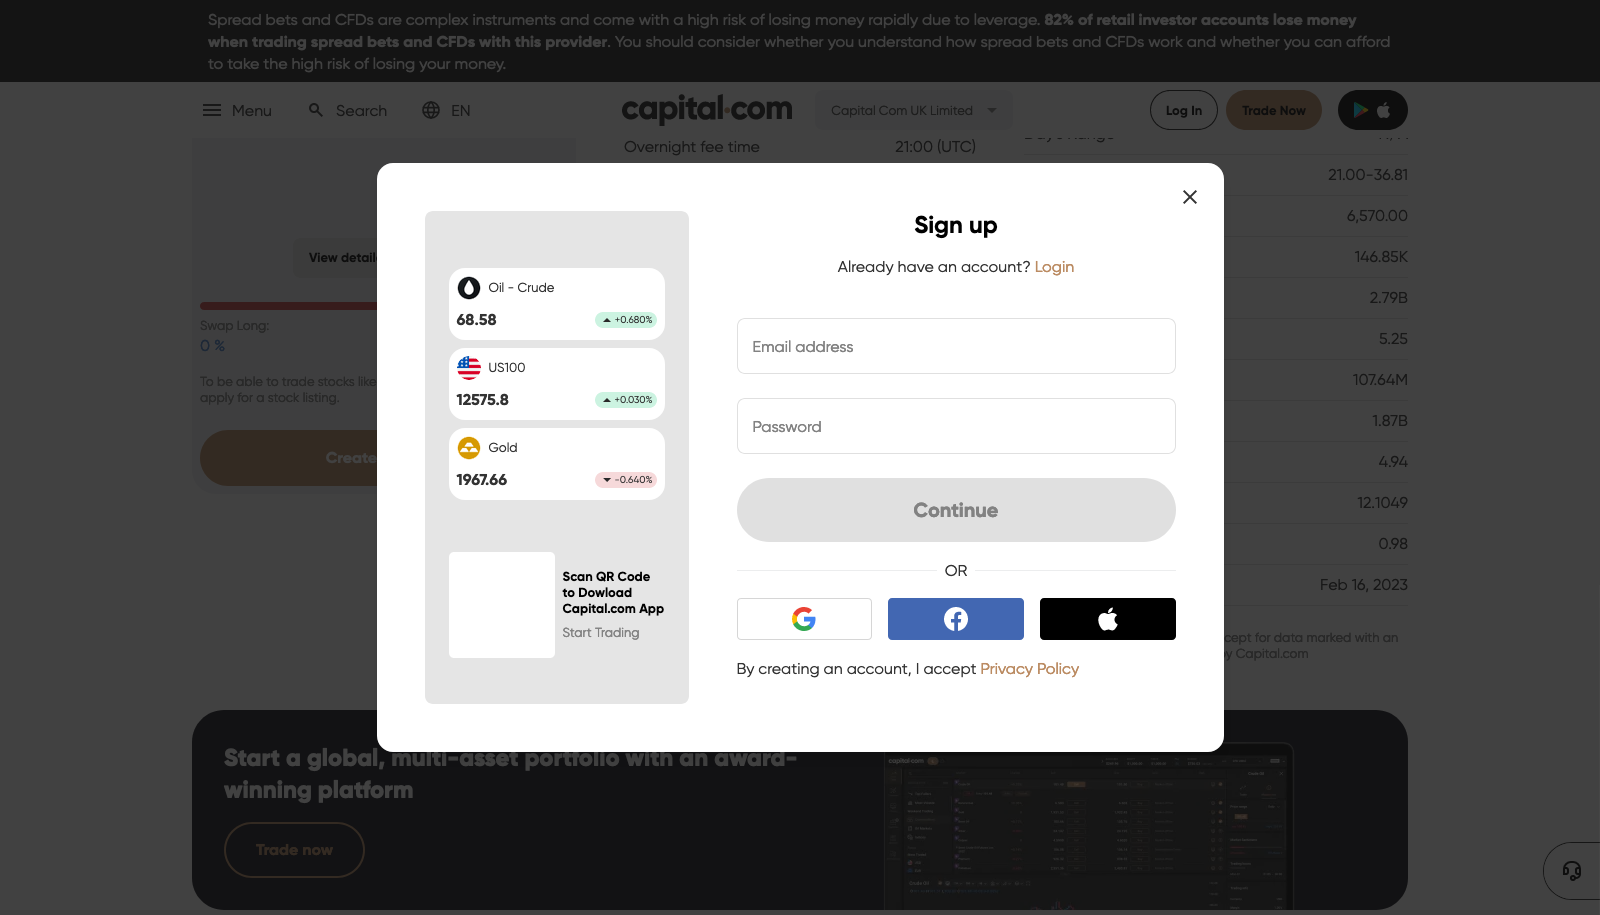 Spread bets and CFDs are complex instruments and come with a high risk of losing money rapidly due to leverage. 82% of retail investor accounts lose money
when trading spread bets and CFDs with this provider. You should consider whether you understand how spread bets and CFDs work and whether you can afford
to take the high risk of losing your money.
Menu
Search
EN
capital.com
Capital Com UK Limited
Log In
Trade Now
Overnight fee time
21:00 (UTC)
21.00-36.81
6,570.00
View
146.85K
2.79B
Swap Long:
0 %
5.25
To be able to trade stocks like
apply for a stock listing.
107.64M
1.87B
Create
4.94
12.1049
0.98
Feb 16, 2023
for data marked with an
Capital.com
Sign up
Already have an account? Login
Email address
Password
Continue
OR
By creating an account, I accept Privacy Policy
Oil - Crude
68.58
+0.680%
US100
12575.8
+0.030%
Gold
1967.66
-0.640%
Scan QR Code
to Dowload
Capital.com App
Start Trading
Start a global, multi-asset portfolio with an award-
winning platform
Trade now
capital.com